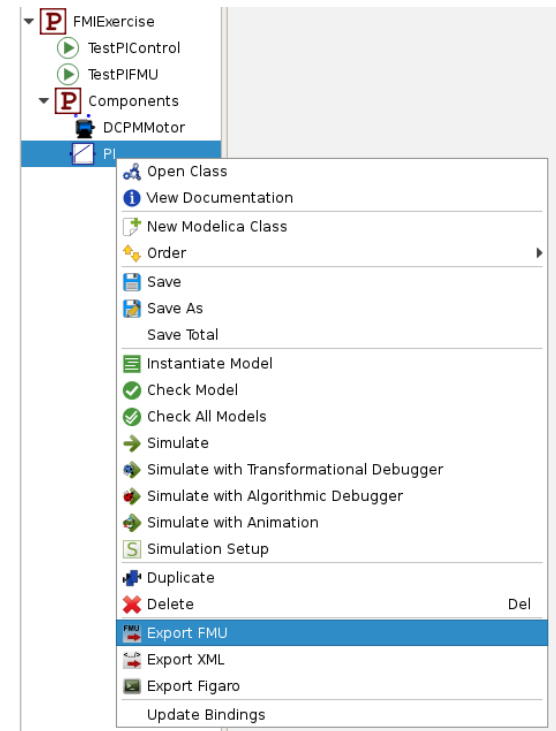 P FMIExercise
TestPIControl
TestPIFMU
P Components
DCPMMotor
PI
Open Class
View Documentation
New Modelica Class
Order
Save
Save As
Save Total
Instantiate Model
Check Model
Check All Models
Simulate
Simulate with Transformational Debugger
Simulate with Algorithmic Debugger
Simulate with Animation
S Simulation Setup
Duplicate
Delete Del
FMU Export FMU
Export XML
Export Figaro
Update Bindings